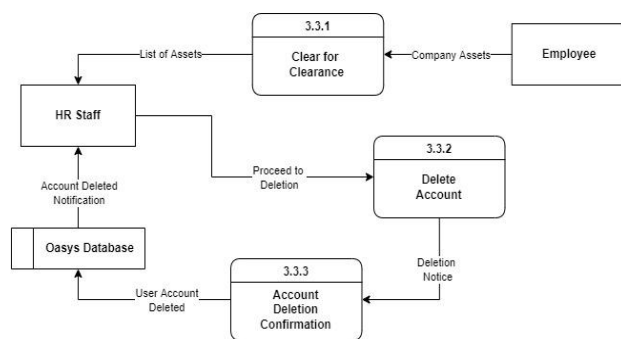 3.3.1
Clear for
Clearance
List of Assets
Company Assets
Employee
HR Staff
3.3.2
Delete
Account
Proceed to
Deletion
Account Deleted
Notification
Oasys Database
Deletion
Notice
3.3.3
Account
Deletion
Confirmation
User Account
Deleted